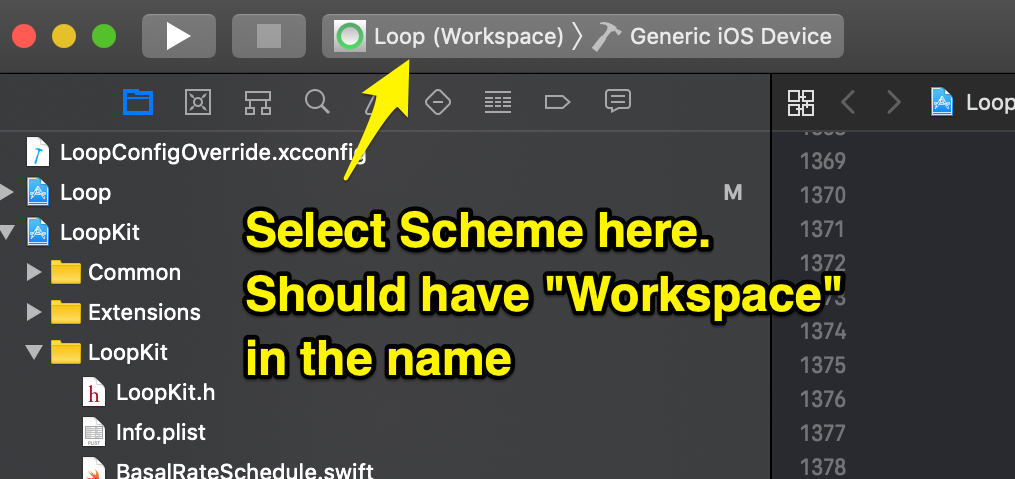 Loop (Workspace) 〉 Generic iOS Device
Loop
LoopConfigOverride.xcconfig
Loop
M
LoopKit
Common
Extensions
LoopKit
LoopKit.h
Info.plist
BasalRateSchedule.swift
Select Scheme here.
Should have "Workspace"
in the name
1369
1370
1371
1372
1374
1375
1376
1377
1378